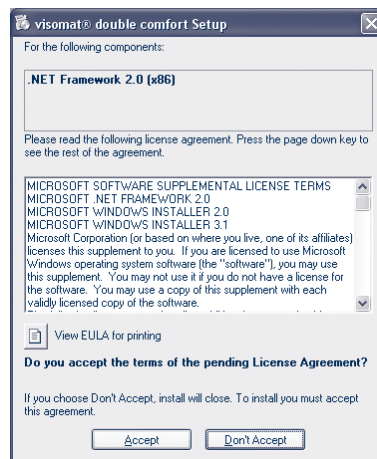 visomat® double comfort Setup
For the following components:
.NET Framework 2.0 (x86)
Please read the following license agreement. Press the page down key to
see the rest of the agreement.
MICROSOFT SOFTWARE SUPPLEMENTAL LICENSE TERMS
MICROSOFT .NET FRAMEWORK 2.0
MICROSOFT WINDOWS INSTALLER 2.0
MICROSOFT WINDOWS INSTALLER 3.1
Microsoft Corporation (or based on where you live, one of its affiliates)
licenses this supplement to you. If you are licensed to use Microsoft
Windows operating system software (the "software"), you may use
this supplement. You may not use it if you do not have a license for
the software. You may use a copy of this supplement with each
validly licensed copy of the software.
View EULA for printing
Do you accept the terms of the pending License Agreement?
If you choose Don't Accept, install will close. To install you must accept
this agreement.
Accept
Don't Accept